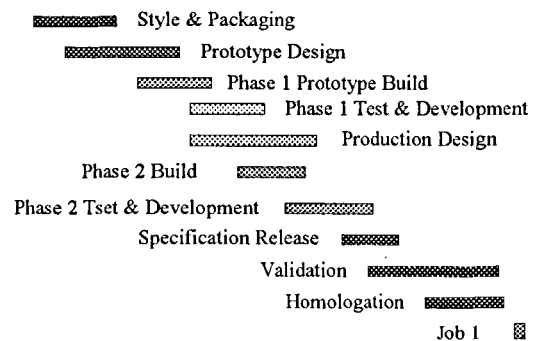 Style & Packaging
Prototype Design
Phase 1 Prototype Build
Phase 1 Test & Development
Production Design
Phase 2 Build
Phase 2 Tset & Development
Specification Release
Validation
Homologation
Job 1